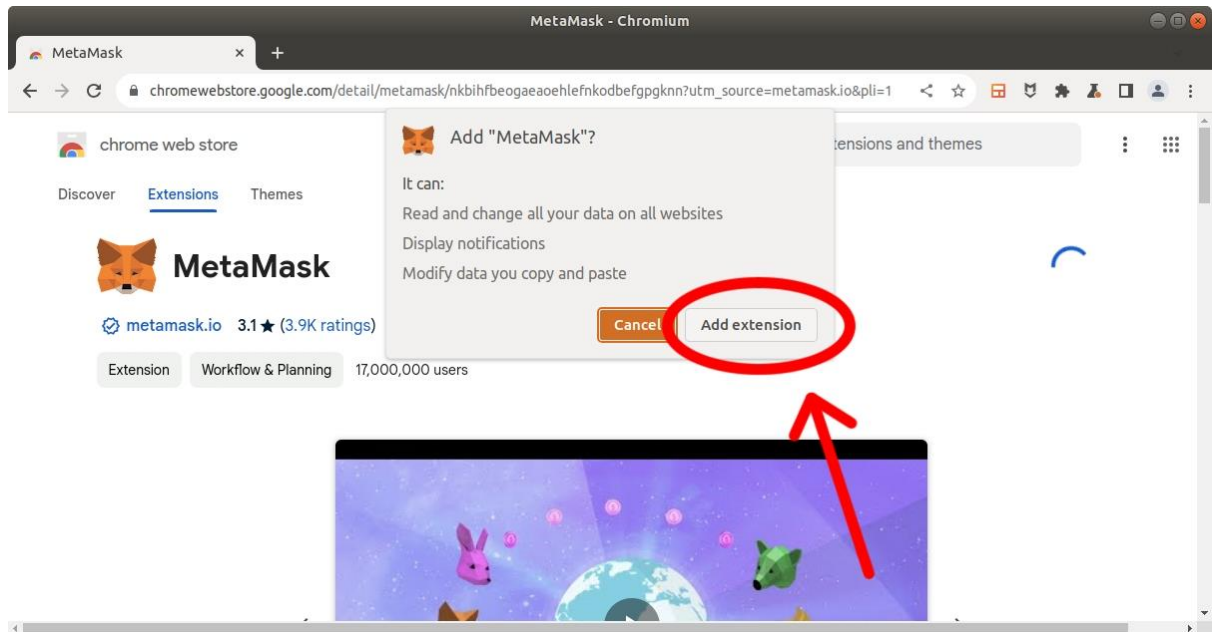 MetaMask - Chromium
MetaMask
chromewebstore.google.com/detail/metamask/nkbihfbeogaeaoehlefnkodbefgpgknn?utm_source=metamask.io&pli=1
chrome web store
Add "MetaMask"?
ensions and themes
Discover Extensions Themes
It can:
Read and change all your data on all websites
Display notifications
Modify data you copy and paste
MetaMask
metamask.io 3.1★ (3.9K ratings)
Cancel Add extension
Extension Workflow & Planning 17,000,000 users